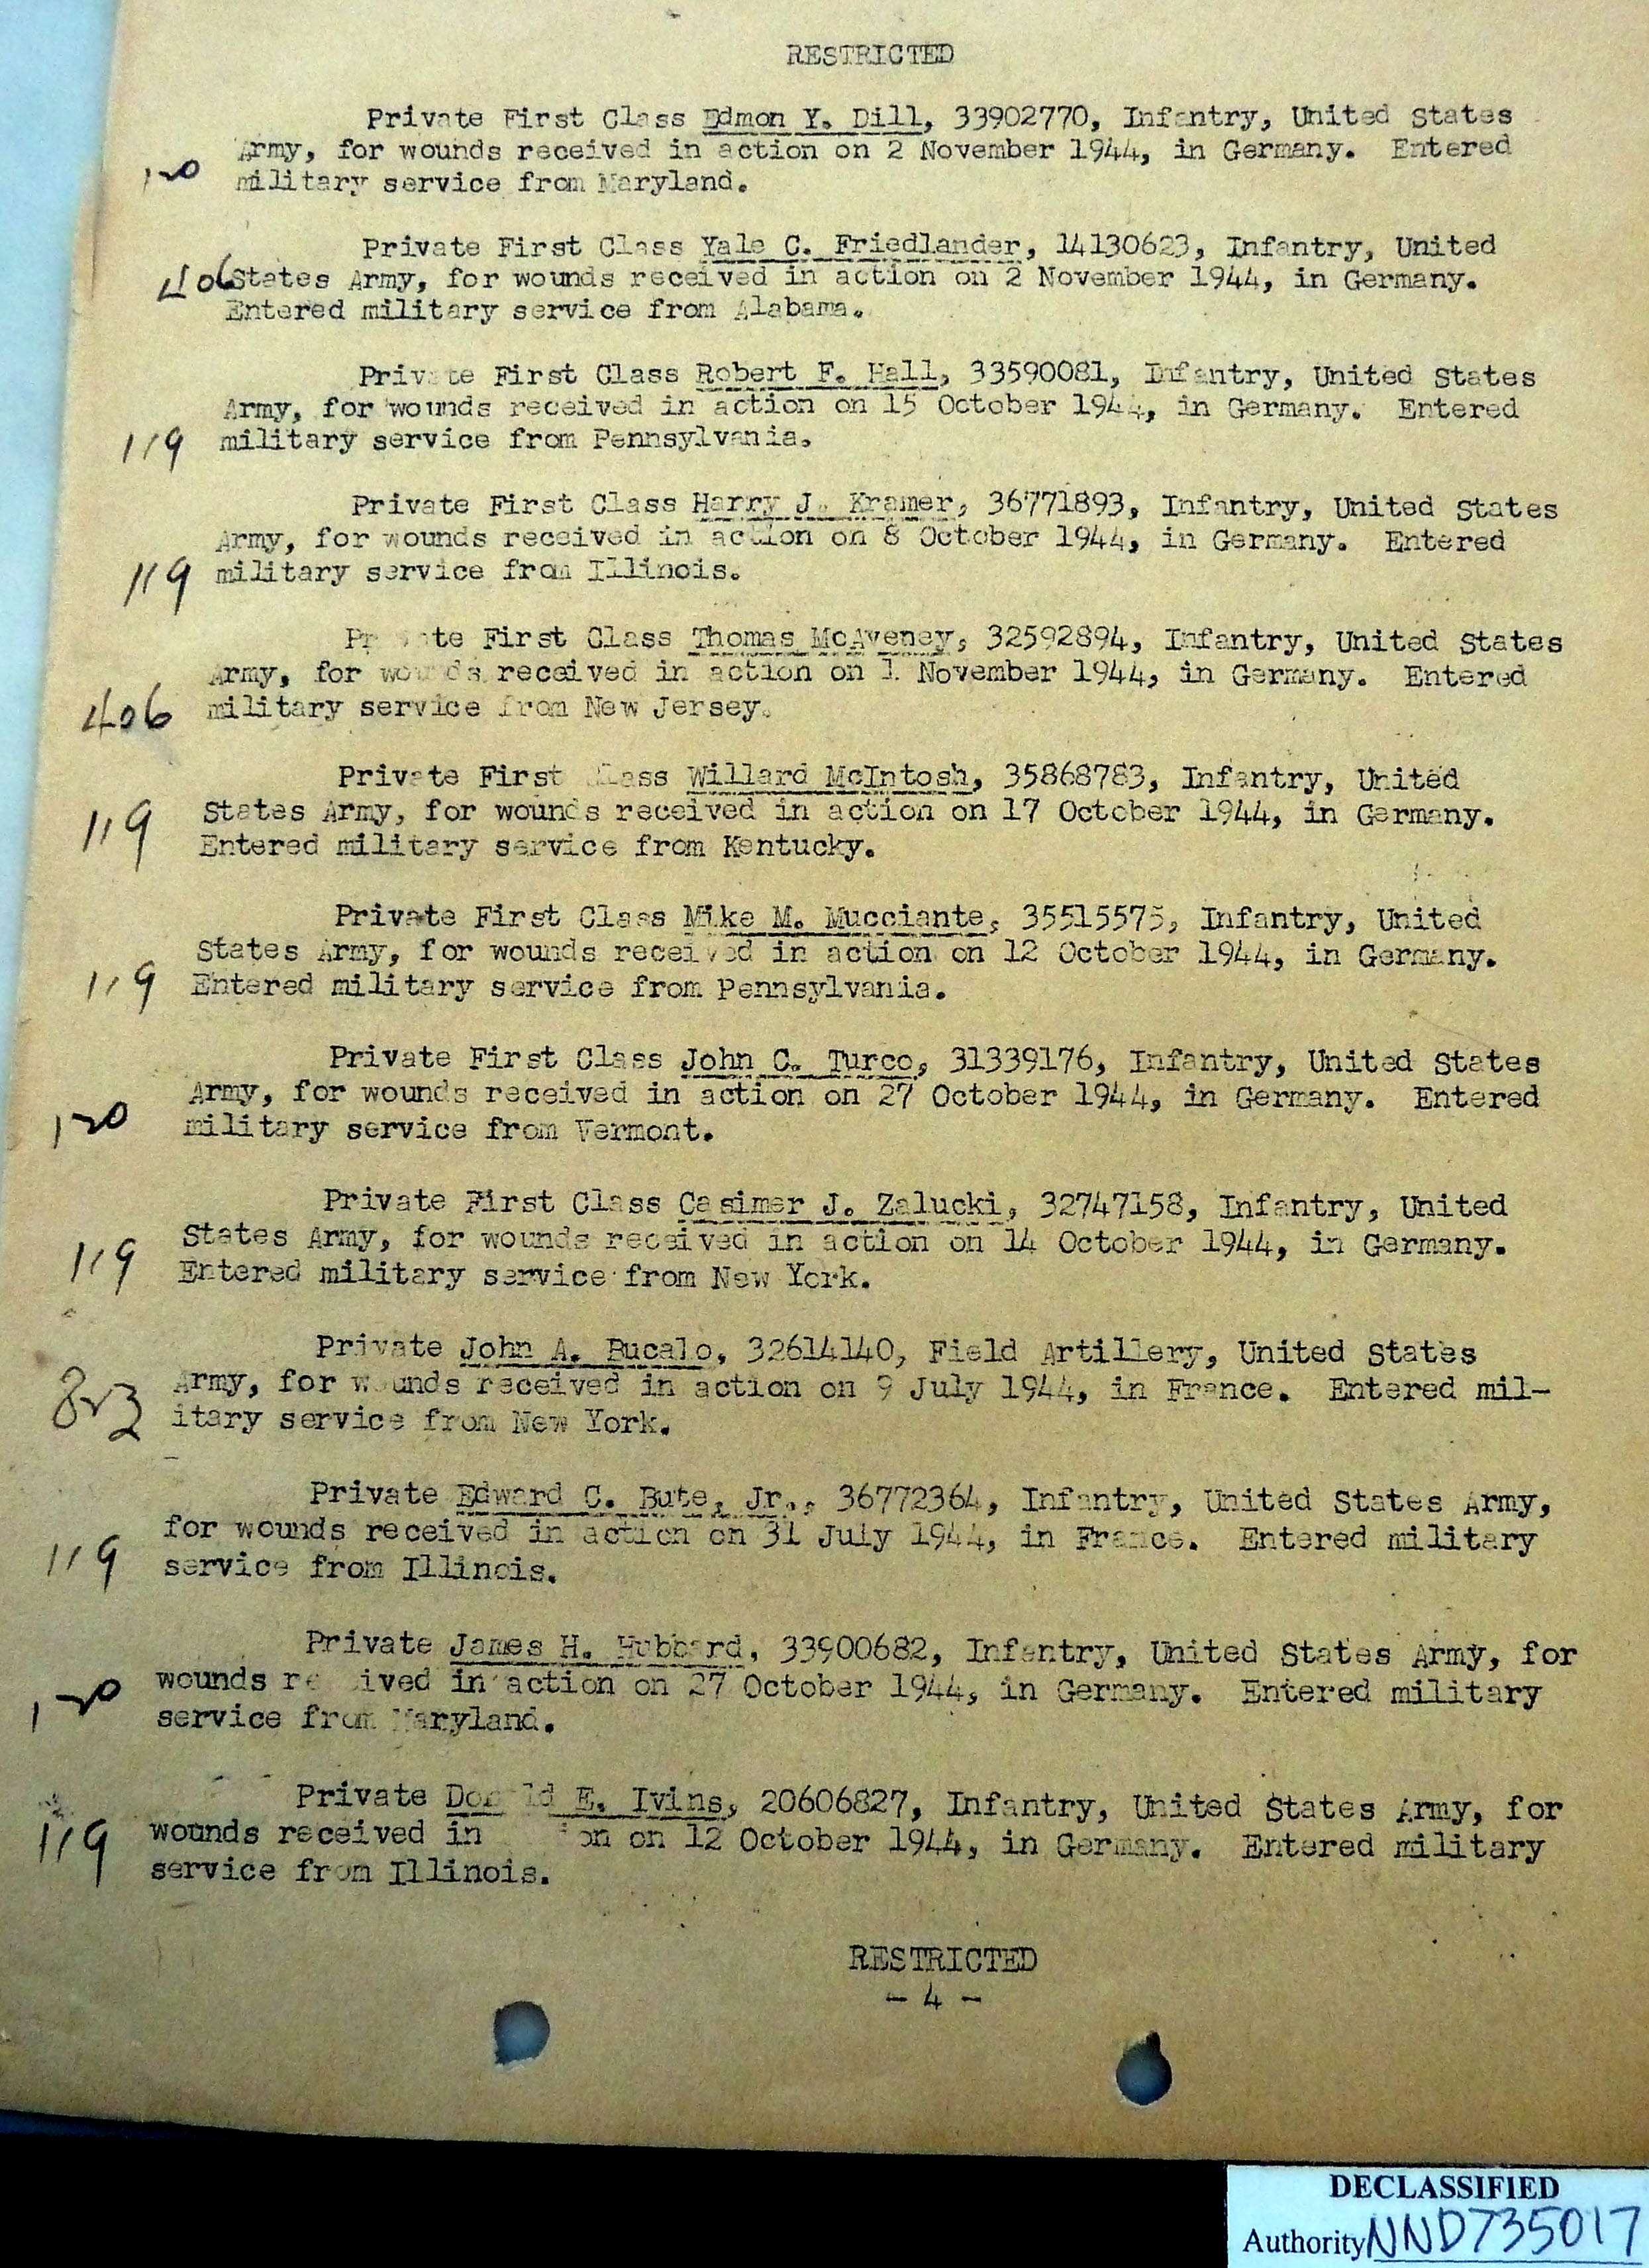 RESTRICTED
Private First Class Edmon Y. Dill, 33902770, Infantry, United States
Army, for wounds received in action on 2 November 1944, in Germany. Entered
120 military service from Maryland.
Private First Class Yale C. Friedlander, 14130623, Infantry, United
406 States Army, for wounds received in action on 2 November 1944, in Germany.
Entered military service from Alabama.
Private First Class Robert F. Hall, 33590081, Infantry, United States
Army, for wounds received in action on 15 October 1944, in Germany. Entered
119 military service from Pennsylvania.
Private First Class Harry J. Kramer, 36771893, Infantry, United States
Army, for wounds received in action on 8 October 1944, in Germany. Entered
119 military service from Illinois.
Private First Class Thomas McAveney, 32592894, Infantry, United States
Army, for wounds received in action on 1 November 1944, in Germany. Entered
406 military service from New Jersey.
Private First Class Willard McIntosh, 35868783, Infantry, United
119 States Army, for wounds received in action on 17 October 1944, in Germany.
Entered military service from Kentucky.
Private First Class Mike M. Mucciante, 35515575, Infantry, United
States Army, for wounds received in action on 12 October 1944, in Germany.
119 Entered military service from Pennsylvania.
Private First Class John C. Turco, 31339176, Infantry, United States
Army, for wounds received in action on 27 October 1944, in Germany. Entered
120 military service from Vermont.
Private First Class Casimer J. Zalucki, 32747158, Infantry, United
States Army, for wounds received in action on 14 October 1944, in Germany.
119 Entered military service from New York.
Private John A. Bucalo, 32614140, Field Artillery, United States
Army, for wounds received in action on 9 July 1944, in France. Entered mil-
823 itary service from New York.
Private Edward C. Bute, Jr., 36772364, Infantry, United States Army,
for wounds received in action on 31 July 1944, in France. Entered military
119 service from Illinois.
Private James H. Hubbard, 33900682, Infantry, United States Army, for
wounds received in action on 27 October 1944, in Germany. Entered military
120 service from Maryland.
Private Donald E. Ivins, 20606827, Infantry, United States Army, for
119 wounds received in on on 12 October 1944, in Germany. Entered military
service from Illinois.
RESTRICTED
- 4 -
DECLASSIFIED
Authority NND735017